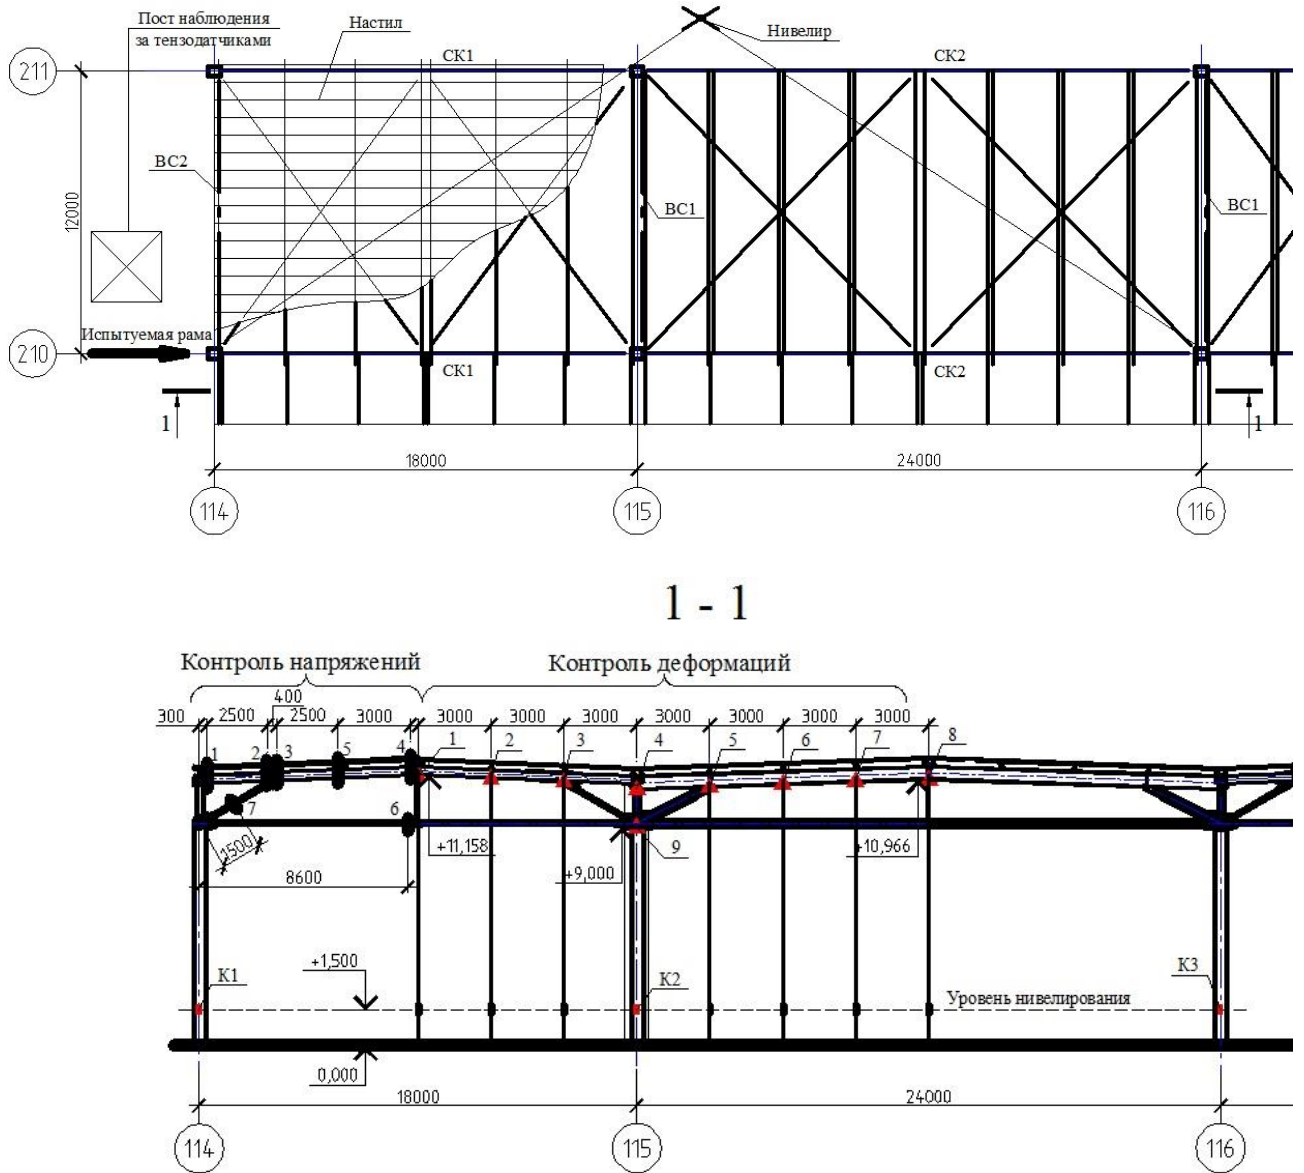 Пост наблюдения
за тензодатчиками
Настил
Нивелир
СК1
СК2
211
ВС2
ВС1
ВС1
12000
Испытуемая рама
210
СК1
СК2
1
1
18000
24000
114
115
116
1 - 1
Контроль напряжений
Контроль деформаций
400
300
2500
2500
3000
3000
3000
3000
3000
3000
3000
3000
1
2
3
5
4
1
2
3
4
5
6
7
8
7
6
9
1500
+11,158
+10,966
8600
+9,000
+1,500
К1
К2
К3
Уровень нивелирования
0,000
18000
24000
114
115
116